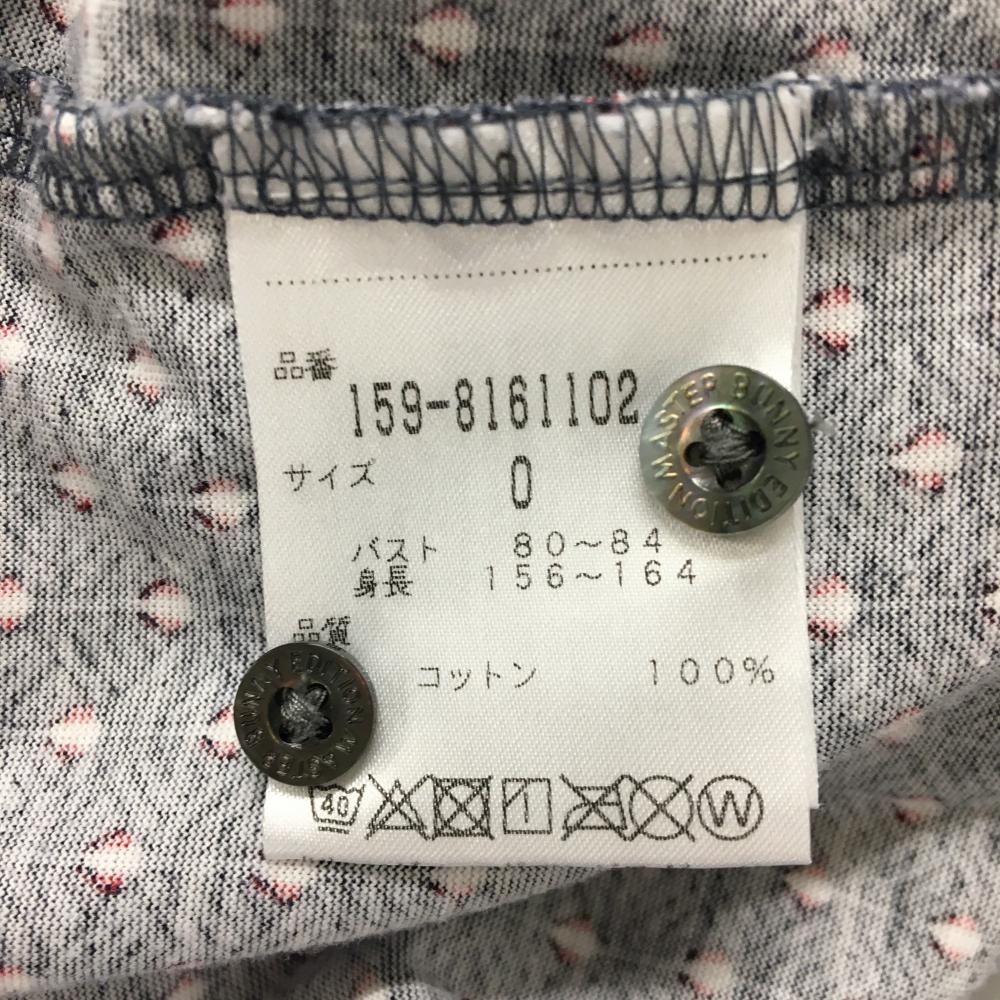 品番
159-8161102
サイズ 0
バスト 80～84
身長 156～164
品質
コットン 100%
40 W
MASTER BUNNY EDITION
MASTER BUNNY EDITION